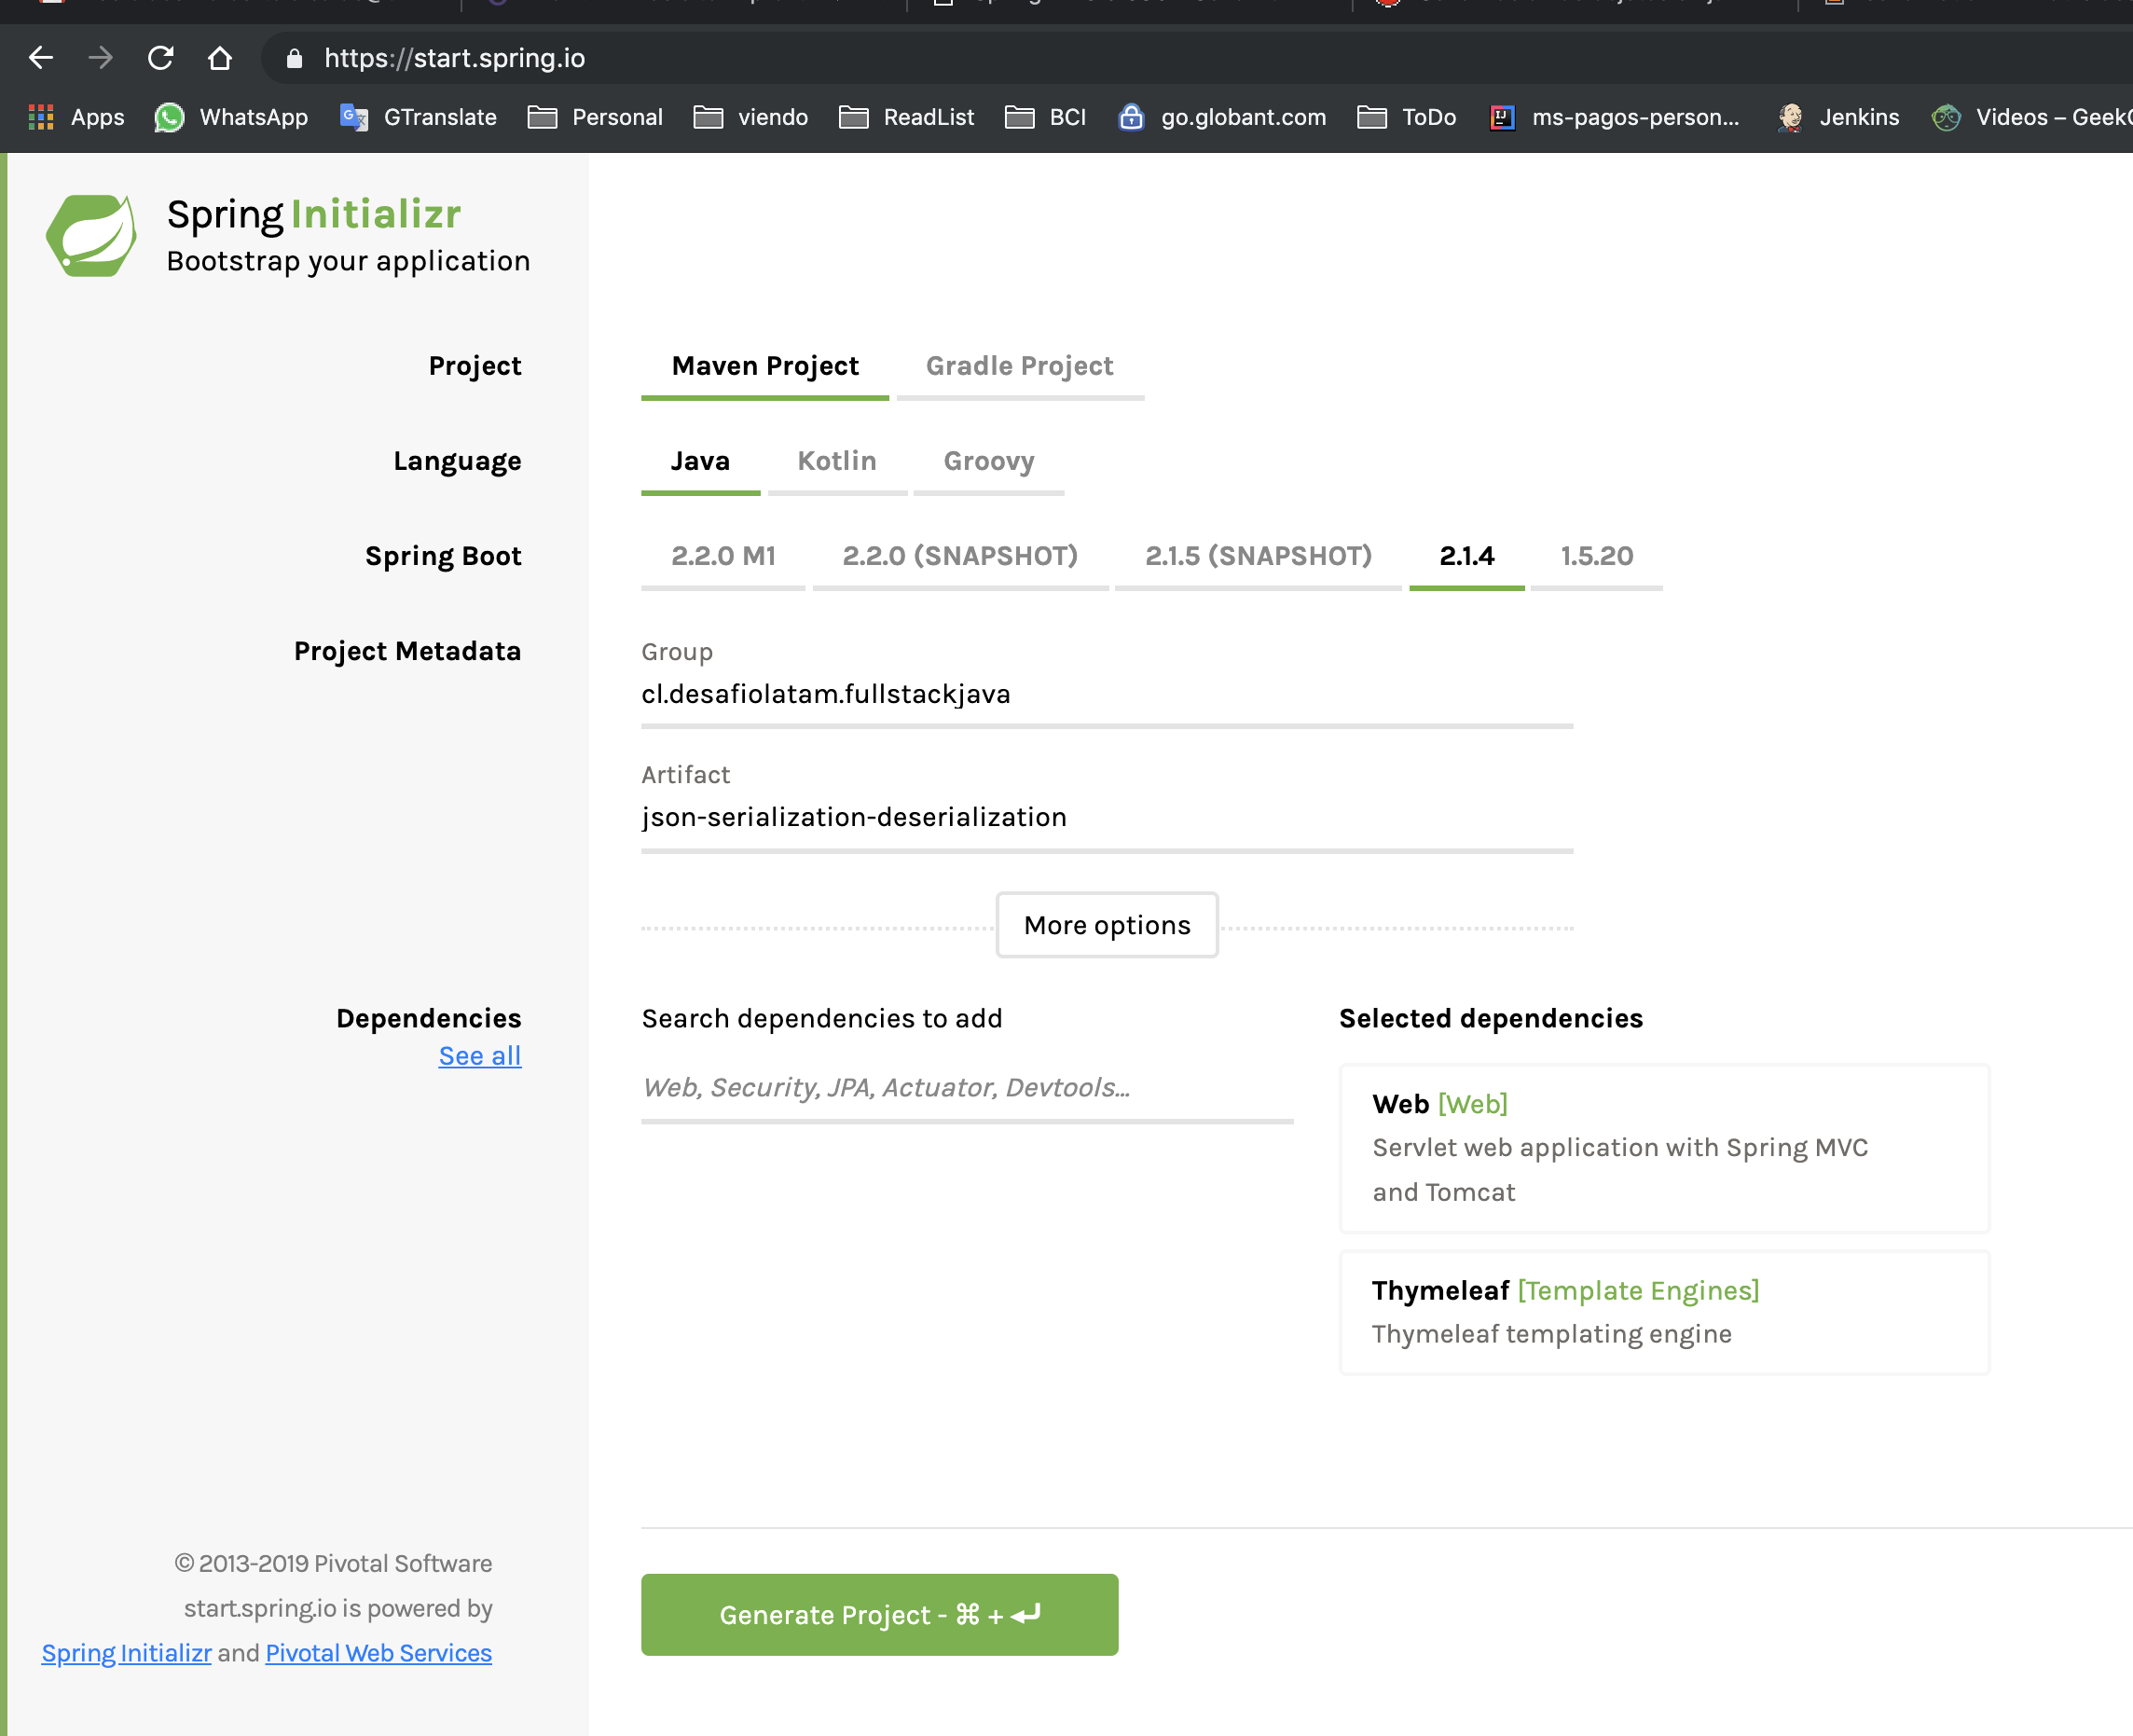 https://start.spring.io
Apps WhatsApp GTranslate Personal viendo ReadList BCI go.globant.com ToDo ms-pagos-person... Jenkins Videos – Geek
Spring Initializr
Bootstrap your application
Project
Maven Project Gradle Project
Language
Java Kotlin Groovy
Spring Boot
2.2.0 M1 2.2.0 (SNAPSHOT) 2.1.5 (SNAPSHOT) 2.1.4 1.5.20
Project Metadata
Group
cl.desafiolatam.fullstackjava
Artifact
json-serialization-deserialization
More options
Dependencies
See all
Search dependencies to add
Web, Security, JPA, Actuator, Devtools...
Selected dependencies
Web [Web]
Servlet web application with Spring MVC
and Tomcat
Thymeleaf [Template Engines]
Thymeleaf templating engine
© 2013-2019 Pivotal Software
start.spring.io is powered by
Spring Initializr and Pivotal Web Services
Generate Project - ⌘ + ↵